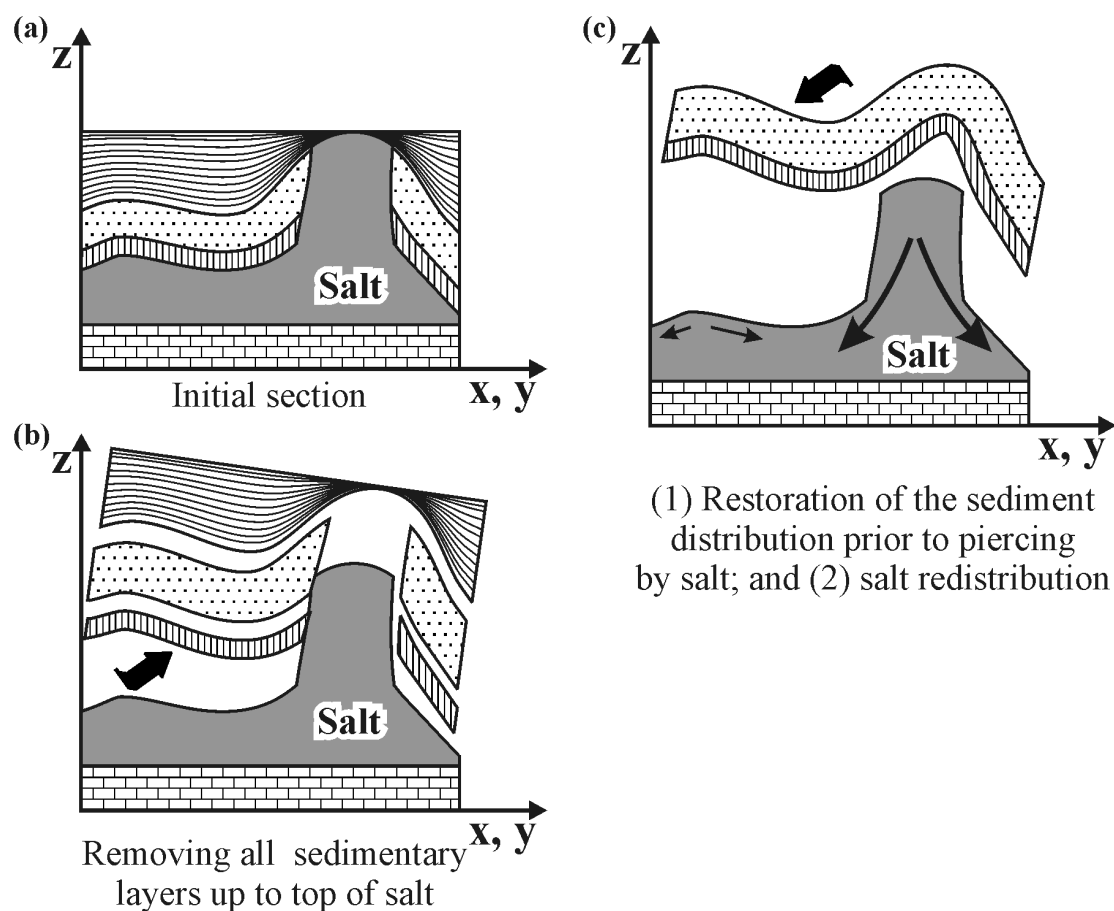 (a)
z
Salt
x, y
Initial section
(b)
z
Salt
x, y
Removing all sedimentary
layers up to top of salt
(c)
z
Salt
x, y
(1) Restoration of the sediment
distribution prior to piercing
by salt; and (2) salt redistribution